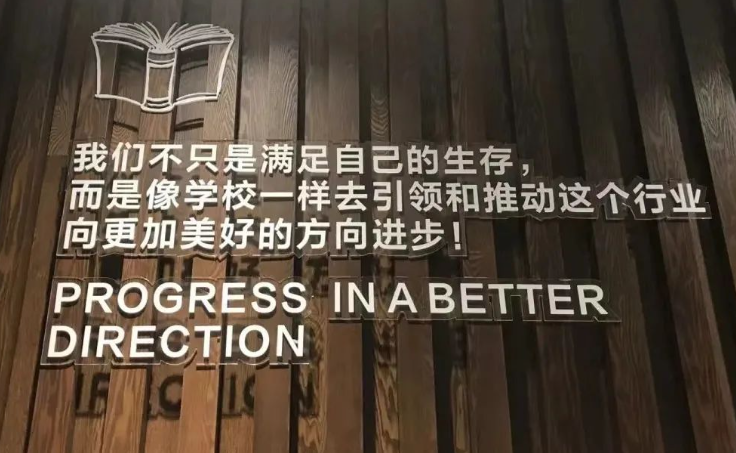 我们不只是满足自己的生存，
而是像学校一样去引领和推动这个行业
向更加美好的方向进步！
PROGRESS IN A BETTER
DIRECTION